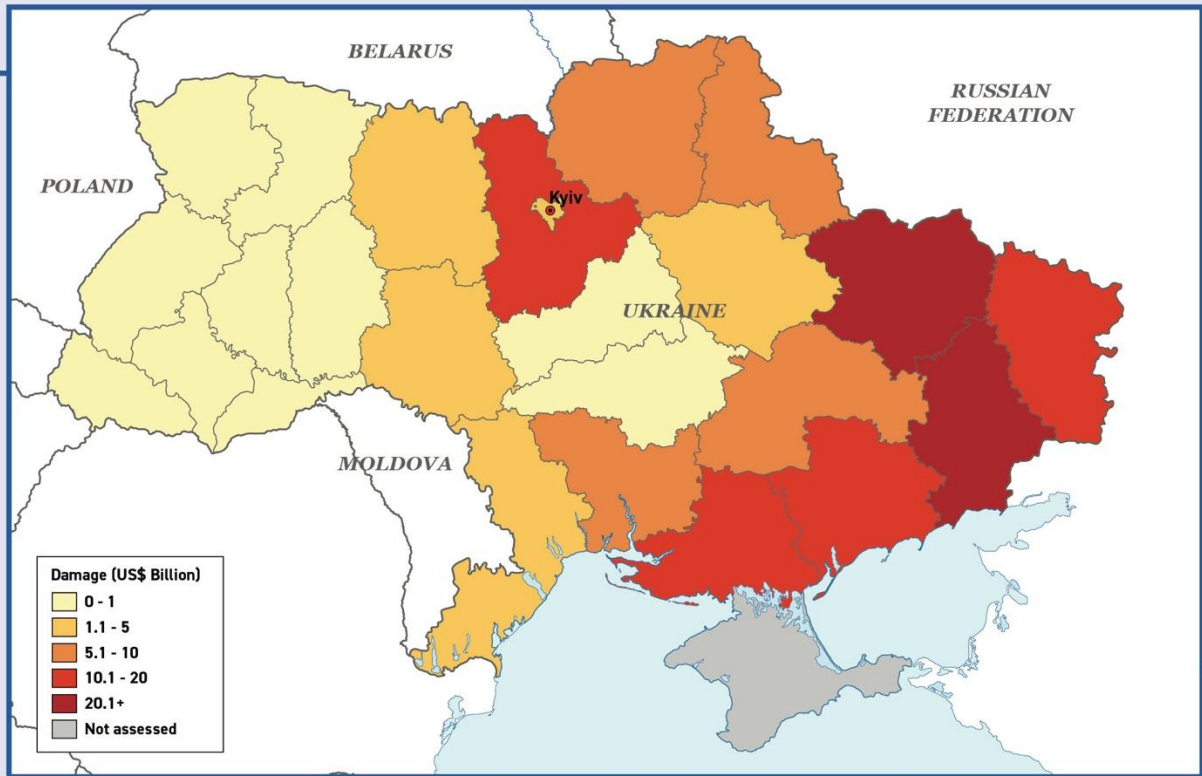 BELARUS
RUSSIAN
FEDERATION
POLAND
Kyiv
UKRAINE
MOLDOVA
Damage (US$ Billion)
0 - 1
1.1 - 5
5.1 - 10
10.1 - 20
20.1+
Not assessed